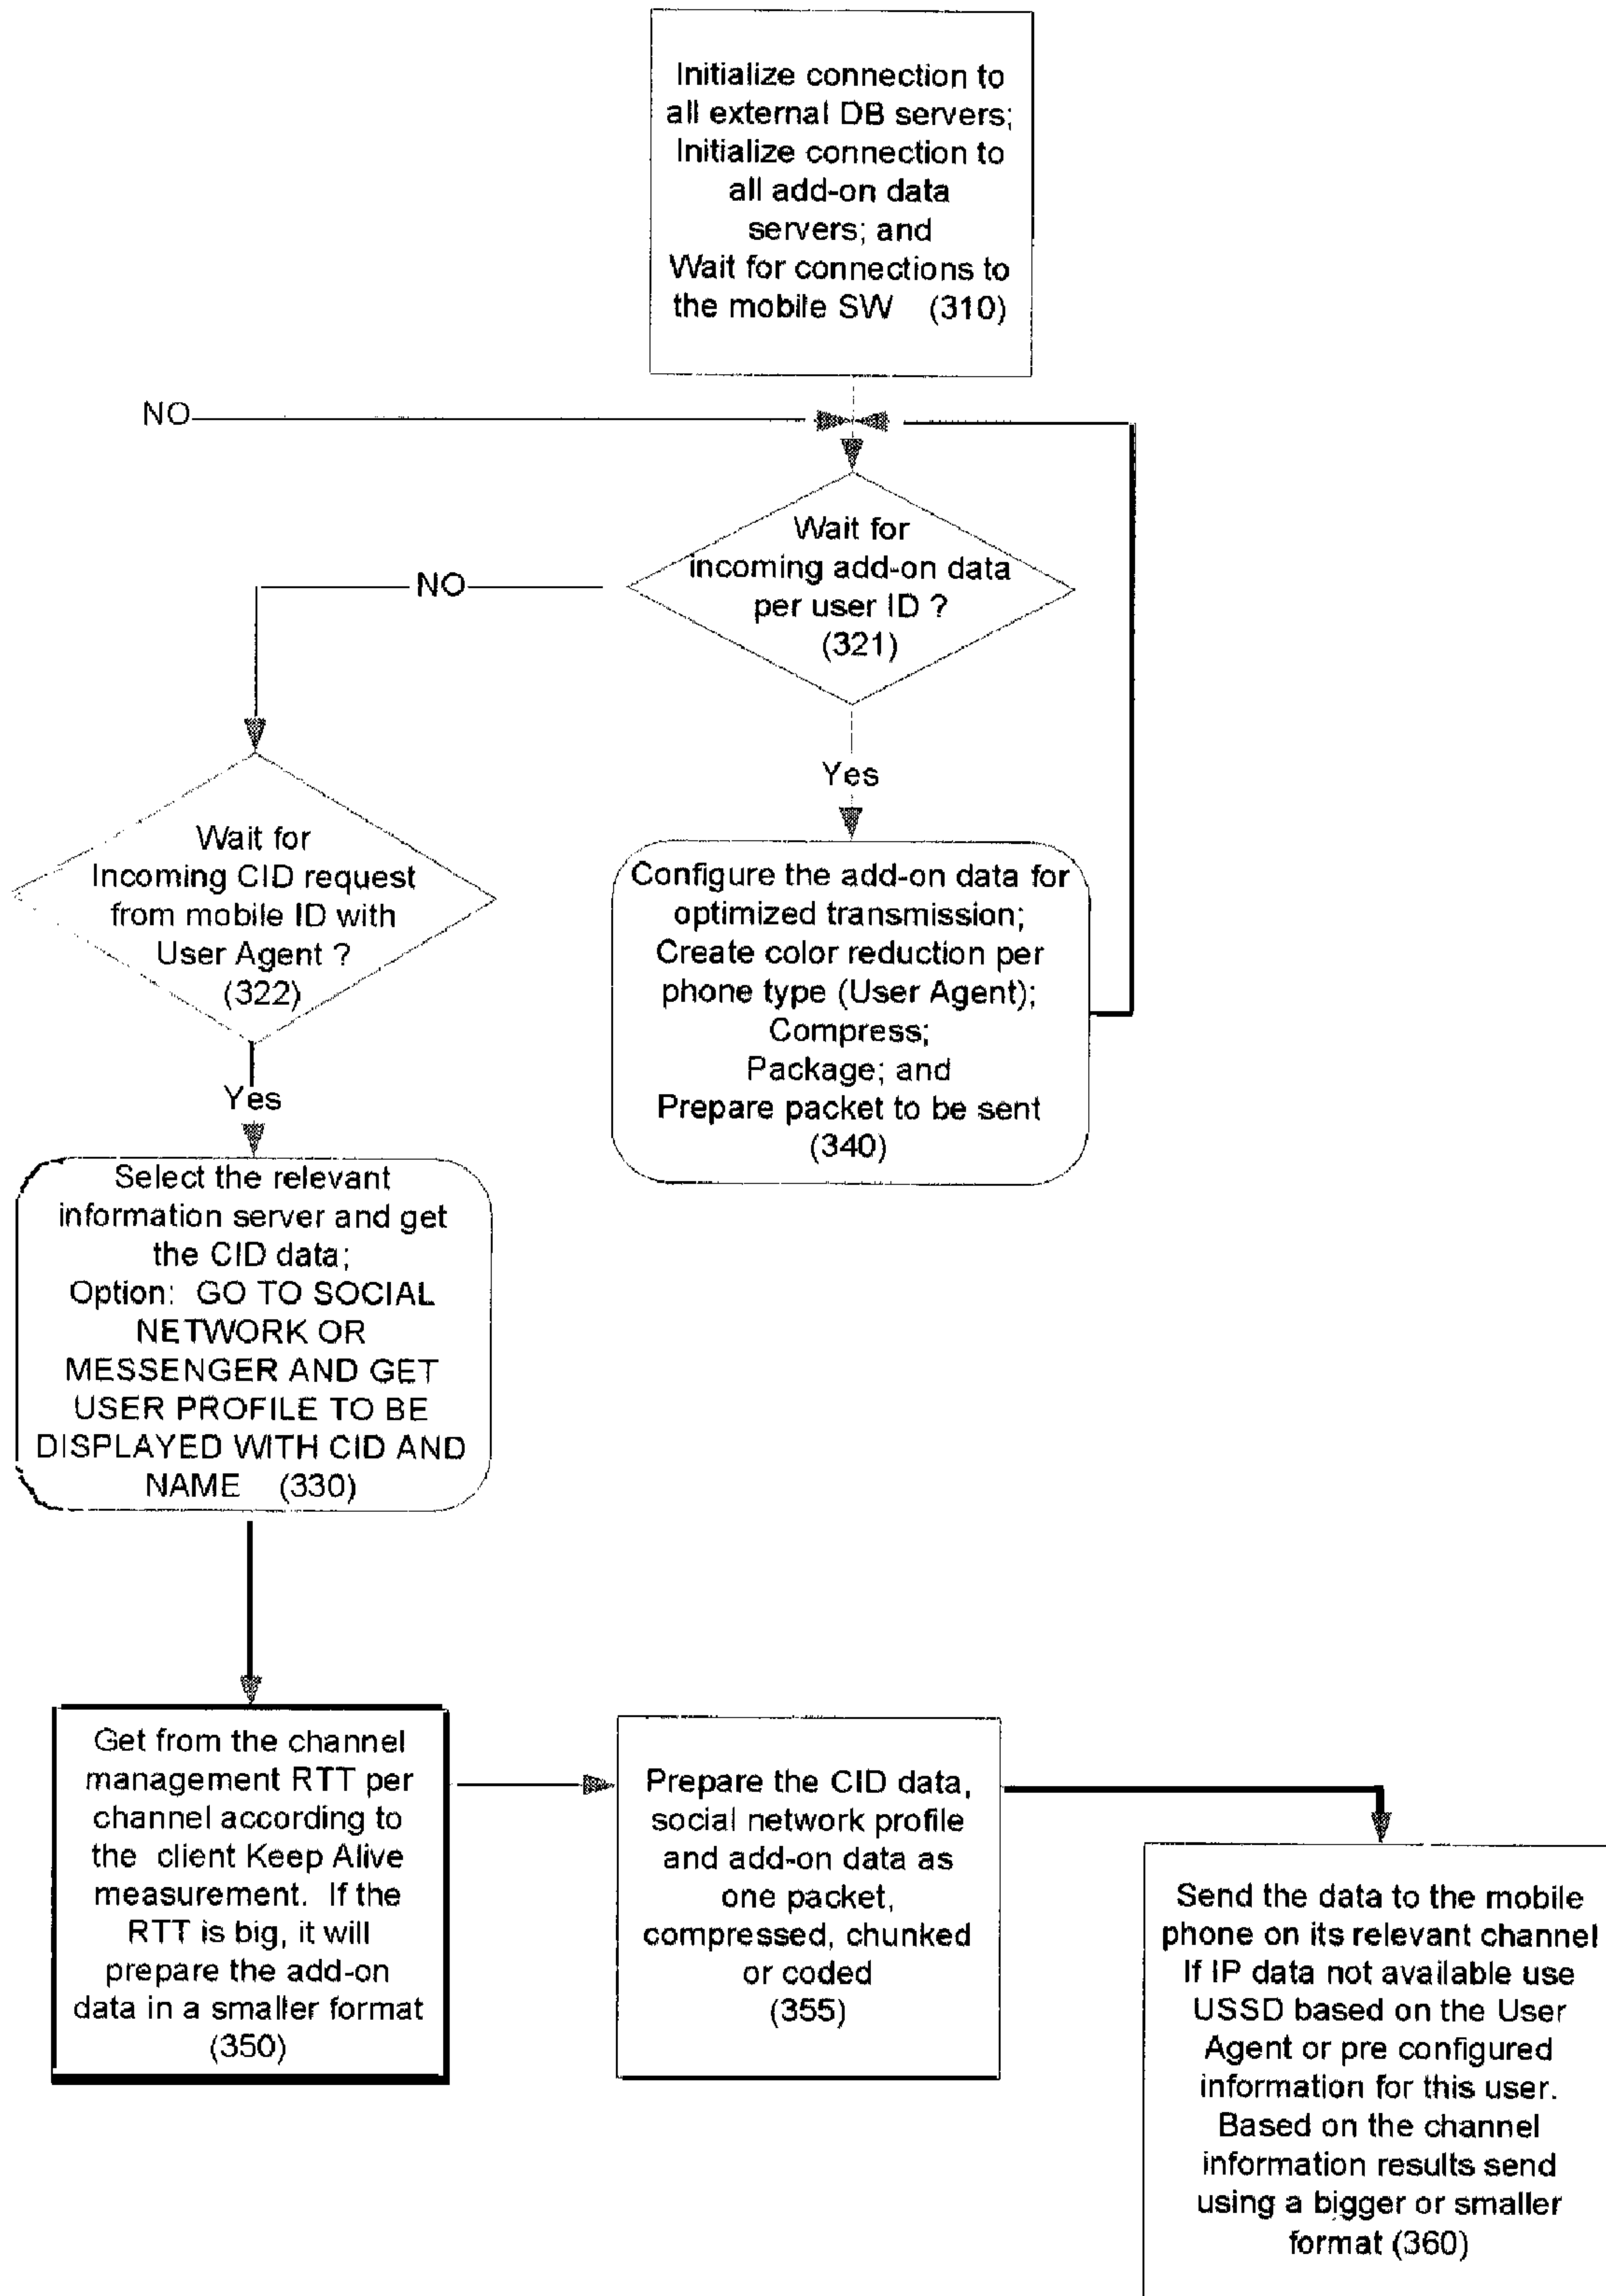 Initialize connection to
all external DB servers;
Initialize connection to
all add-on data
servers; and
Wait for connections to
the mobile SW (310)
NO
Wait for
incoming add-on data
per user ID ?
(321)
NO
Yes
Wait for
Incoming CID request
from mobile ID with
User Agent ?
(322)
Configure the add-on data for
optimized transmission;
Create color reduction per
phone type (User Agent);
Compress;
Package; and
Prepare packet to be sent
(340)
Yes
Select the relevant
information server and get
the CID data;
Option: GO TO SOCIAL
NETWORK OR
MESSENGER AND GET
USER PROFILE TO BE
DISPLAYED WITH CID AND
NAME (330)
Get from the channel
management RTT per
channel according to
the client Keep Alive
measurement. If the
RTT is big, it will
prepare the add-on
data in a smaller format
(350)
Prepare the CID data,
social network profile
and add-on data as
one packet,
compressed, chunked
or coded
(355)
Send the data to the mobile
phone on its relevant channel
If IP data not available use
USSD based on the User
Agent or pre configured
information for this user.
Based on the channel
information results send
using a bigger or smaller
format (360)